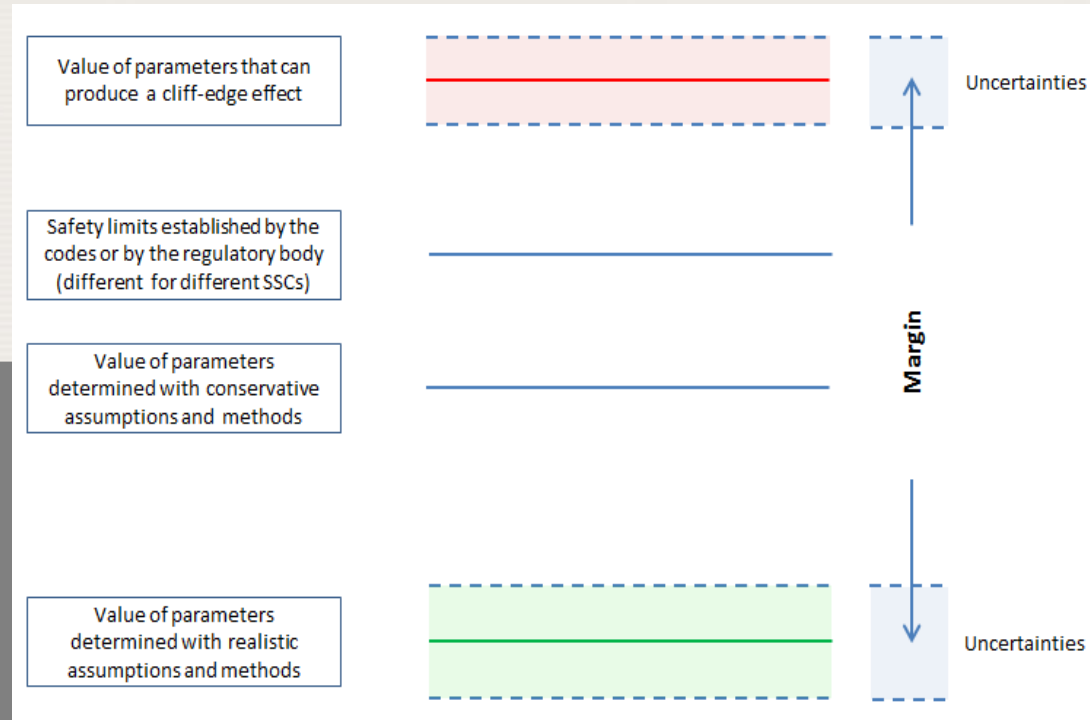 Value of parameters that can
produce a cliff-edge effect
Uncertainties
Safety limits established by the
codes or by the regulatory body
(different for different SSCs)
Margin
Value of parameters
determined with conservative
assumptions and methods
Value of parameters
determined with realistic
assumptions and methods
Uncertainties